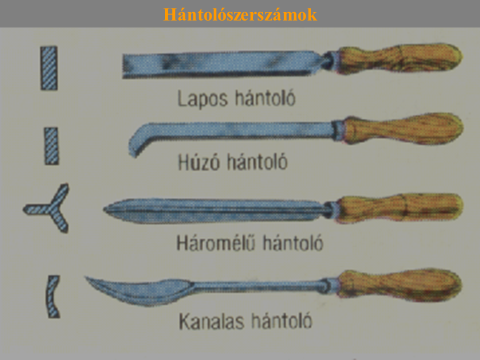 Hántolószerszámok
Lapos hántoló
Húzó hántoló
Háromélű hántoló
Kanalas hántoló